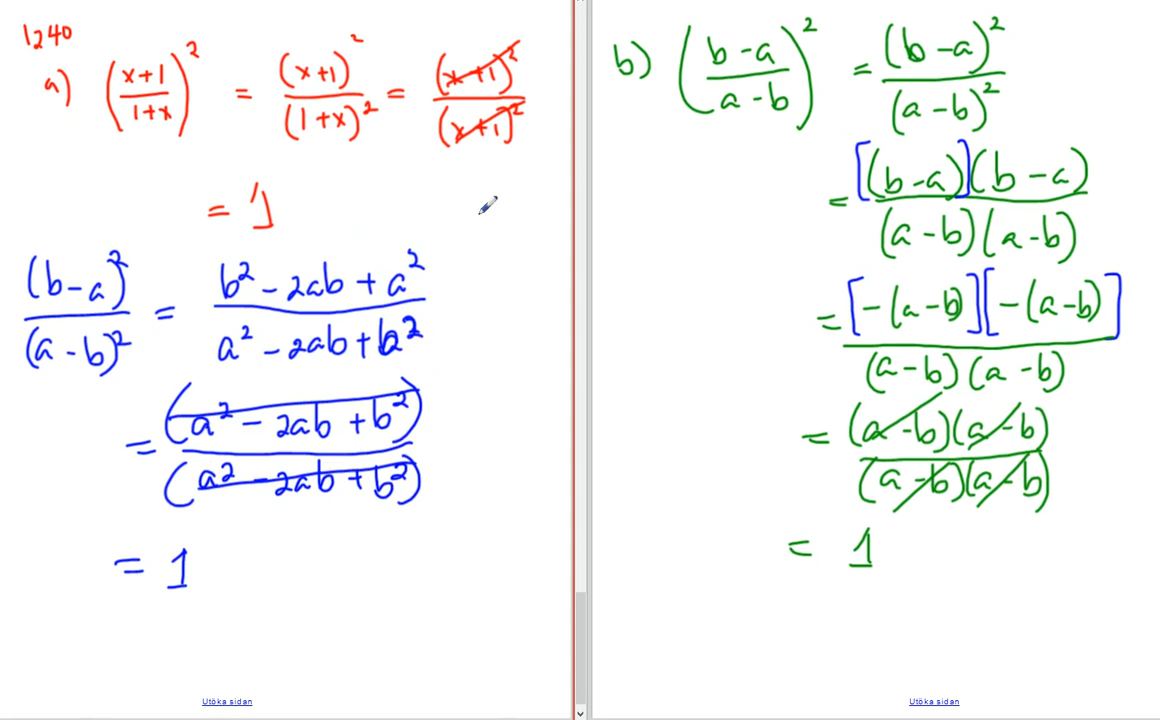 1240
a) ((x+1)/(1+x))² = (x+1)²/(1+x)² = (x+1)²/(x+1)²
= 1
(b-a)²/(a-b)² = (b² - 2ab + a²)/(a² - 2ab + b²)
= (a² - 2ab + b²)/(a² - 2ab + b²)
= 1
Utöka sidan
b) ((b-a)/(a-b))² = (b-a)²/(a-b)²
= [(b-a)](b-a)/(a-b)(a-b)
= [-(a-b)][-(a-b)]/(a-b)(a-b)
= (a-b)(a-b)/(a-b)(a-b)
= 1
Utöka sidan